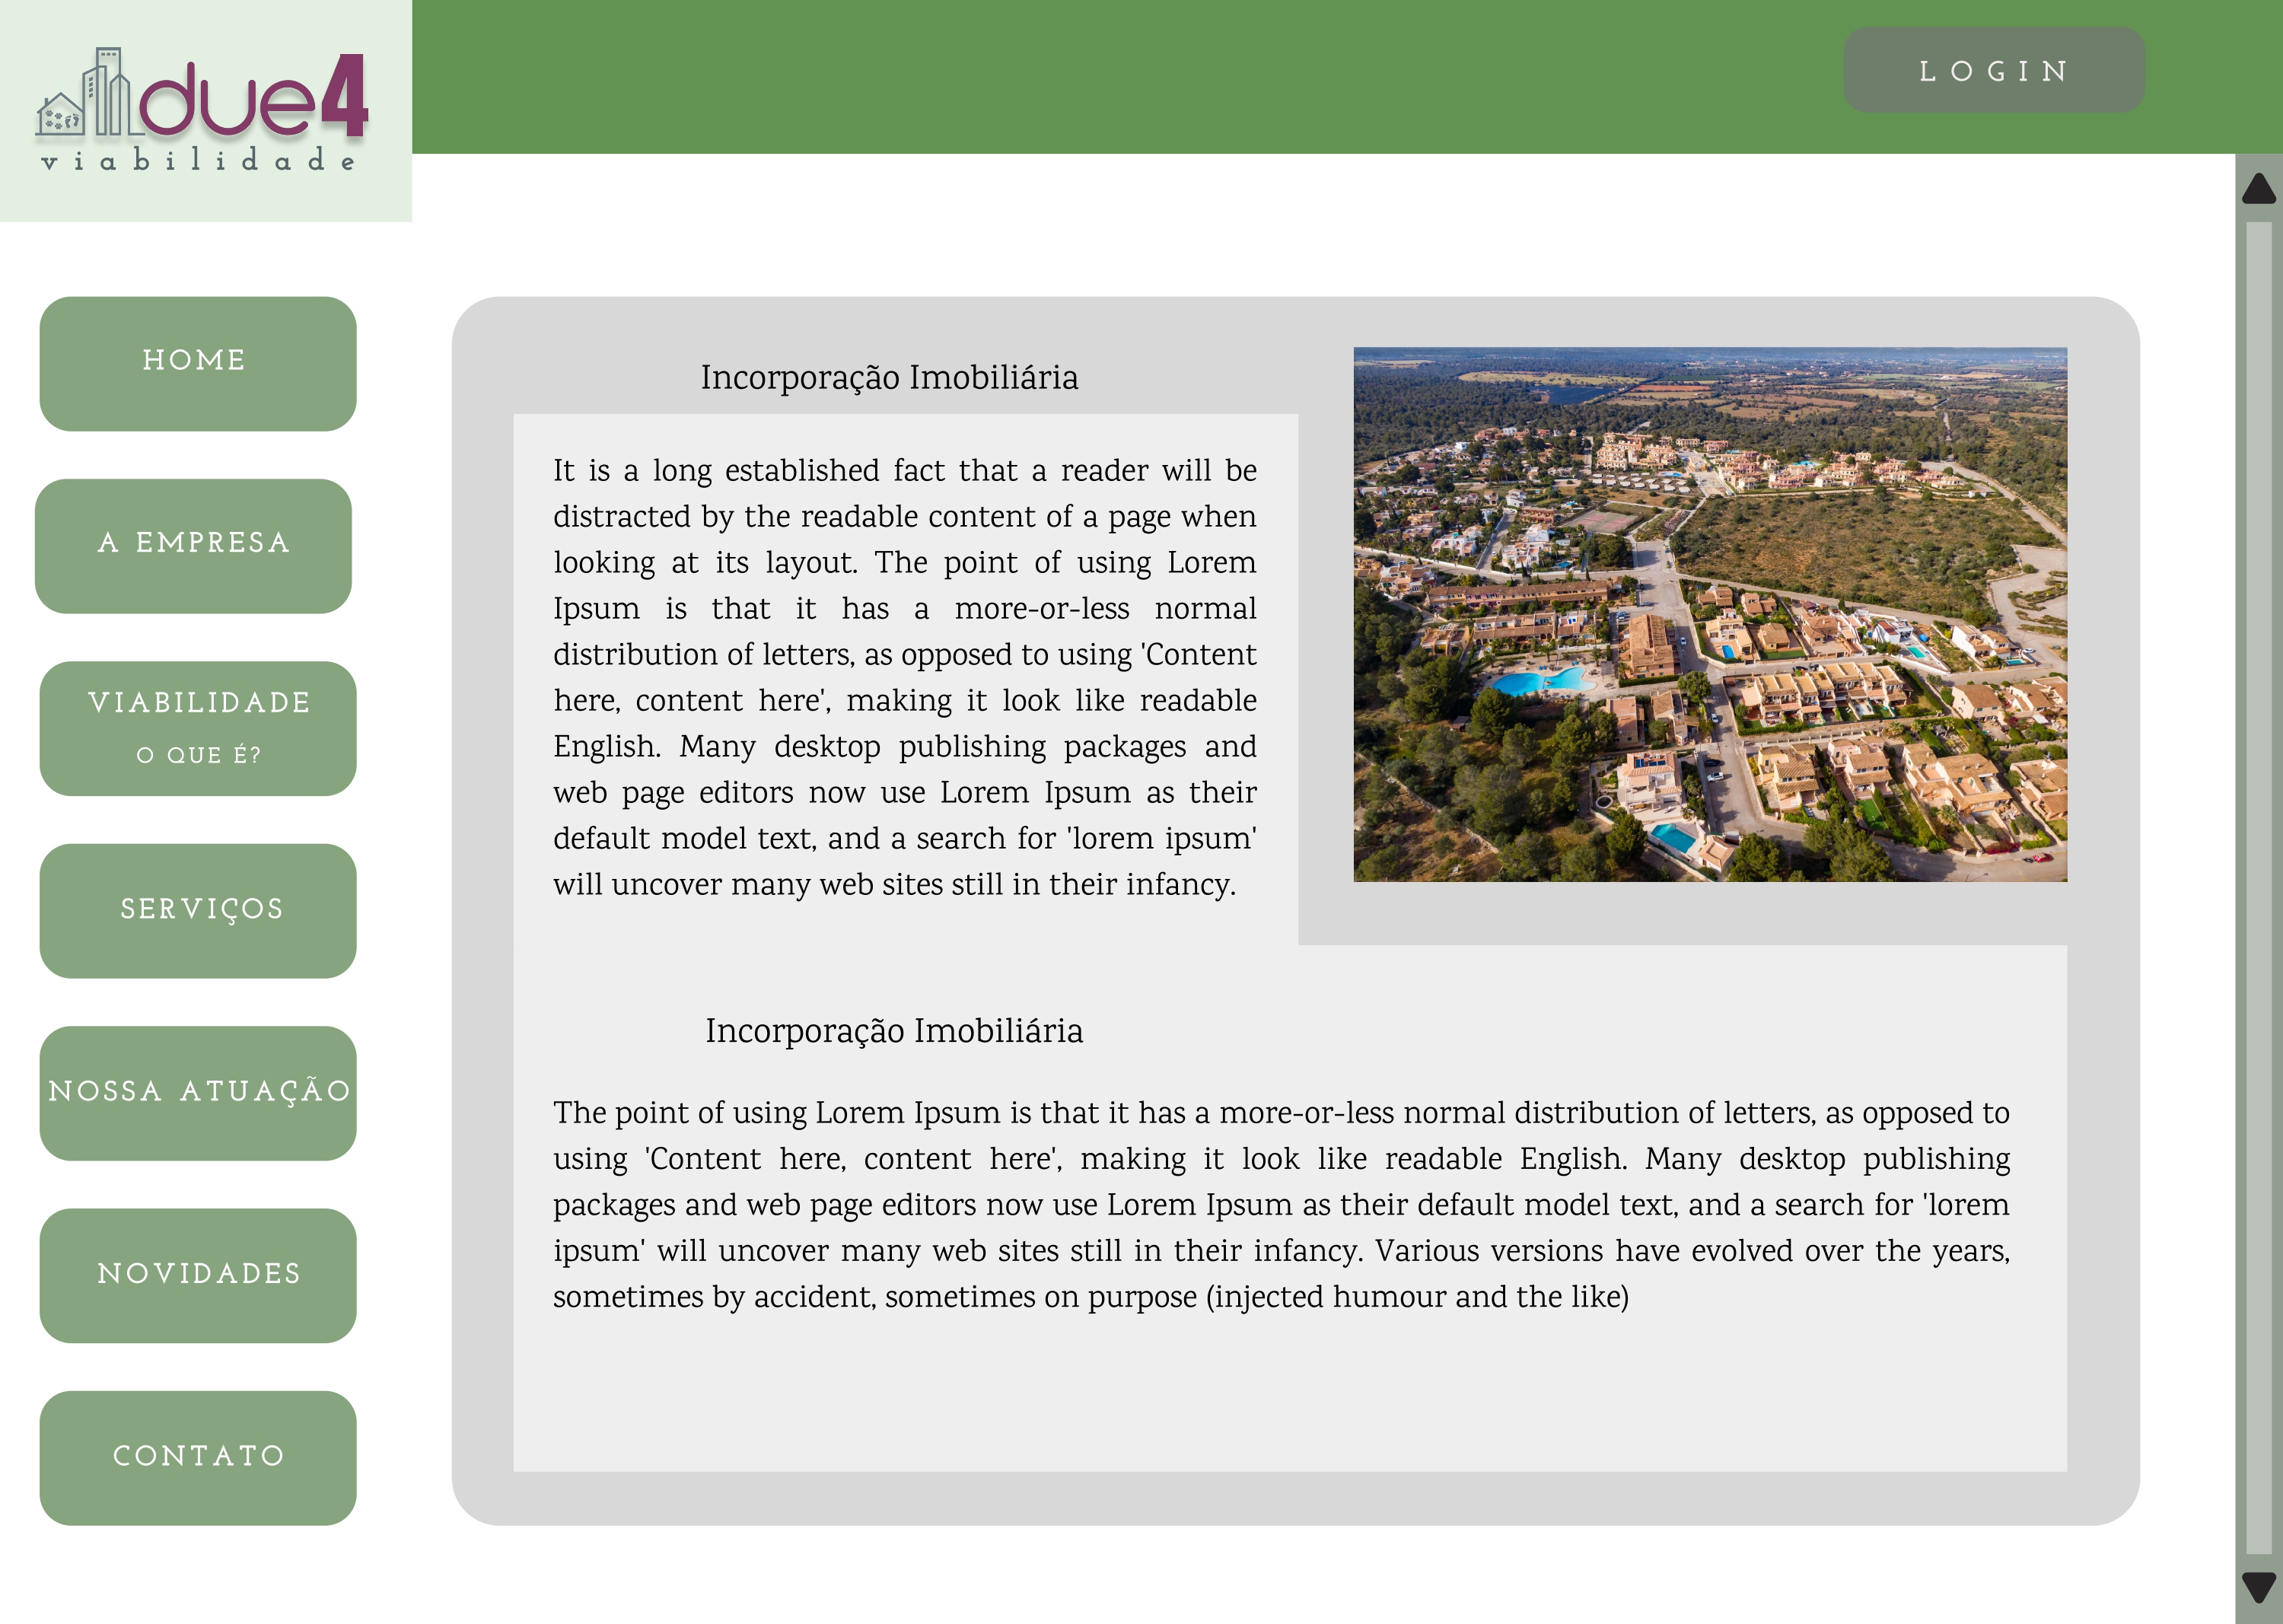 due4
viabilidade
LOGIN
HOME
A EMPRESA
VIABILIDADE
O QUE É?
SERVIÇOS
NOSSA ATUAÇÃO
NOVIDADES
CONTATO
Incorporação Imobiliária
It is a long established fact that a reader will be
distracted by the readable content of a page when
looking at its layout. The point of using Lorem
Ipsum is that it has a more-or-less normal
distribution of letters, as opposed to using 'Content
here, content here', making it look like readable
English. Many desktop publishing packages and
web page editors now use Lorem Ipsum as their
default model text, and a search for 'lorem ipsum'
will uncover many web sites still in their infancy.
Incorporação Imobiliária
The point of using Lorem Ipsum is that it has a more-or-less normal distribution of letters, as opposed to
using 'Content here, content here', making it look like readable English. Many desktop publishing
packages and web page editors now use Lorem Ipsum as their default model text, and a search for 'lorem
ipsum' will uncover many web sites still in their infancy. Various versions have evolved over the years,
sometimes by accident, sometimes on purpose (injected humour and the like)